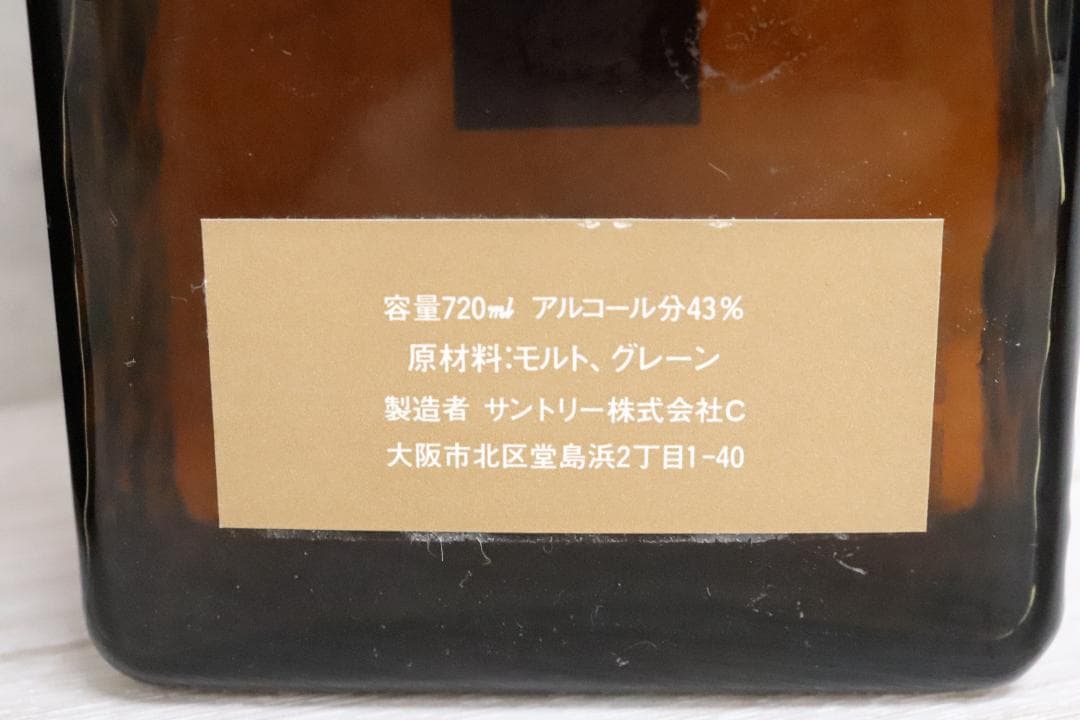 容量720㎖ アルコール分43%
原材料:モルト、グレーン
製造者 サントリー株式会社C
大阪市北区堂島浜2丁目1-40